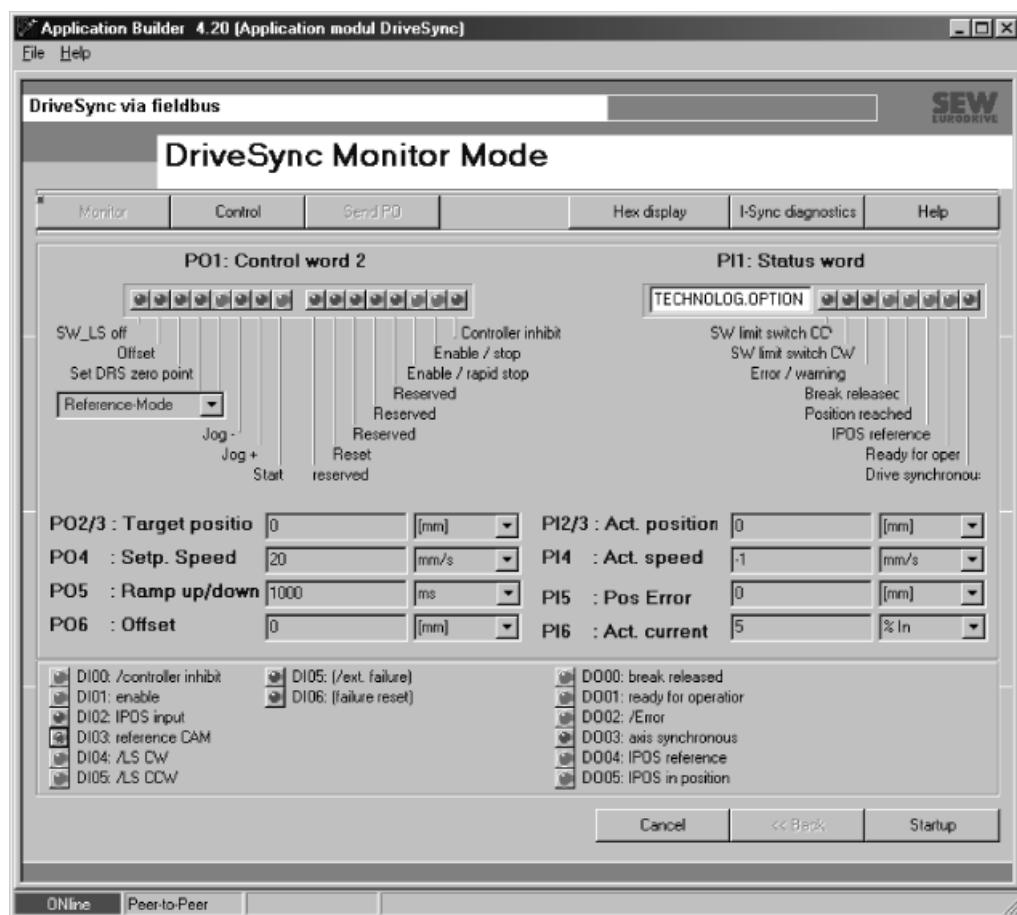 Application Builder 4.20 (Application modul DriveSync)
File Help
DriveSync via fieldbus
SEW
EURODRIVE
DriveSync Monitor Mode
Monitor Control Send PO Hex display I-Sync diagnostics Help
PO1: Control word 2 PI1: Status word
TECHNOLOG.OPTION
SW_LS off
Offset
Set DRS zero point
Reference-Mode
Jog -
Jog +
Start
Controller inhibit
Enable / stop
Enable / rapid stop
Reserved
Reserved
Reserved
Reset
reserved
SW limit switch CC
SW limit switch CW
Error / warning
Break released
Position reached
IPOS reference
Ready for oper
Drive synchronou
PO2/3 : Target positio 0 [mm] PI2/3 : Act. position 0 [mm]
PO4 : Setp. Speed 20 mm/s PI4 : Act. speed -1 mm/s
PO5 : Ramp up/down 1000 ms PI5 : Pos Error 0 [mm]
PO6 : Offset 0 [mm] PI6 : Act. current 5 % In
DI00: /controller inhibit DI05: (/ext. failure) DO00: break released
DI01: enable DI06: (failure reset) DO01: ready for operatior
DI02: IPOS input DO02: /Error
DI03: reference CAM DO03: axis synchronous
DI04: /LS CW DO04: IPOS reference
DI05: /LS CCW DO05: IPOS in position
Cancel << Back Startup
ONline Peer-to-Peer